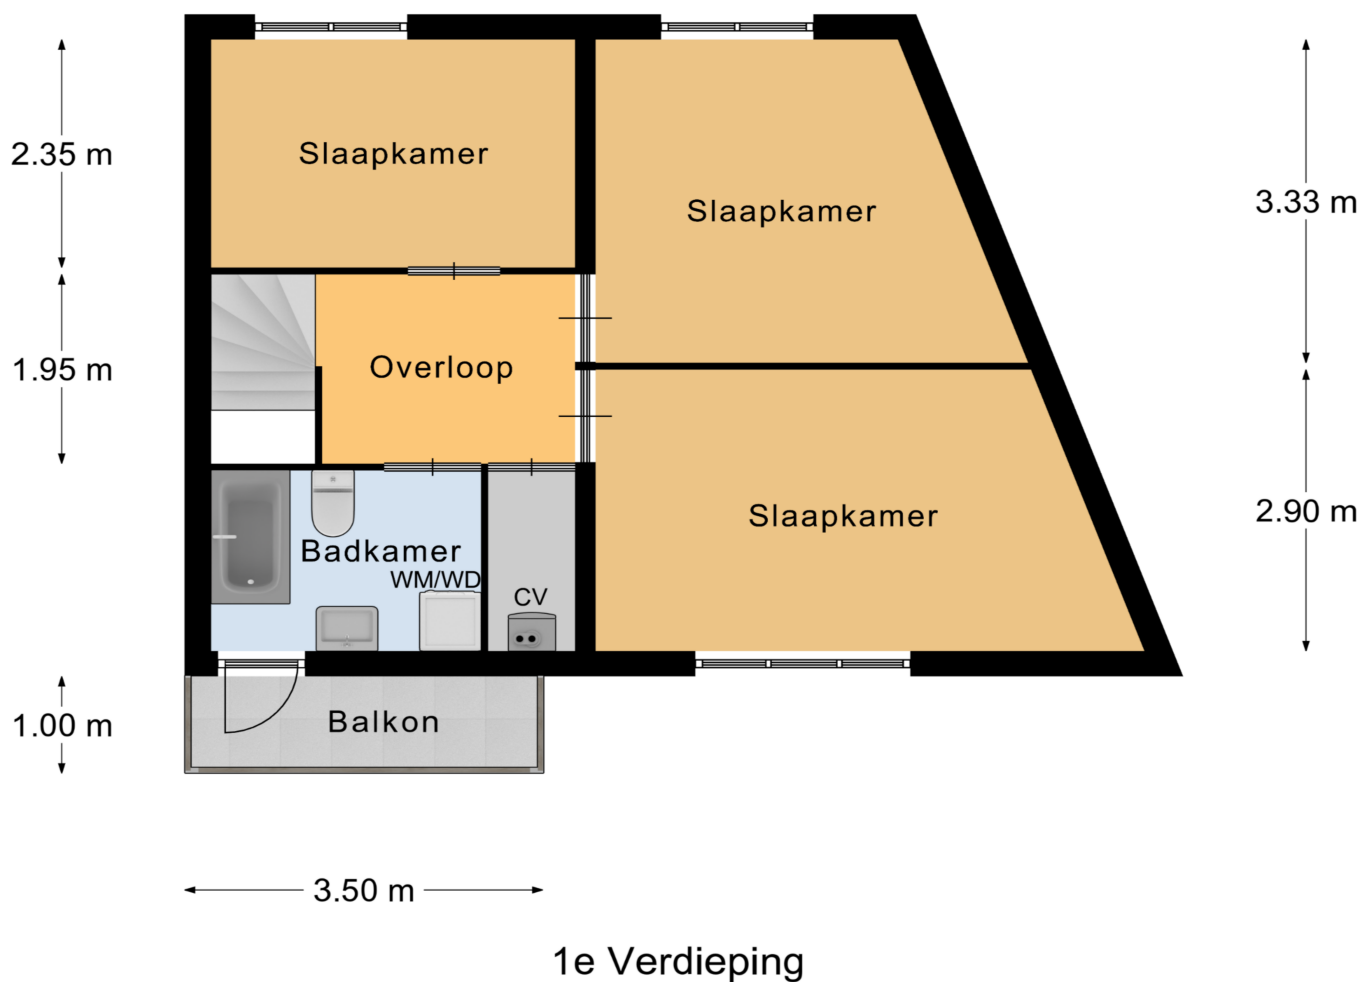 2.35 m
Slaapkamer
Slaapkamer
3.33 m
1.95 m
Overloop
Slaapkamer
2.90 m
Badkamer
WM/WD
CV
1.00 m
Balkon
3.50 m
1e Verdieping